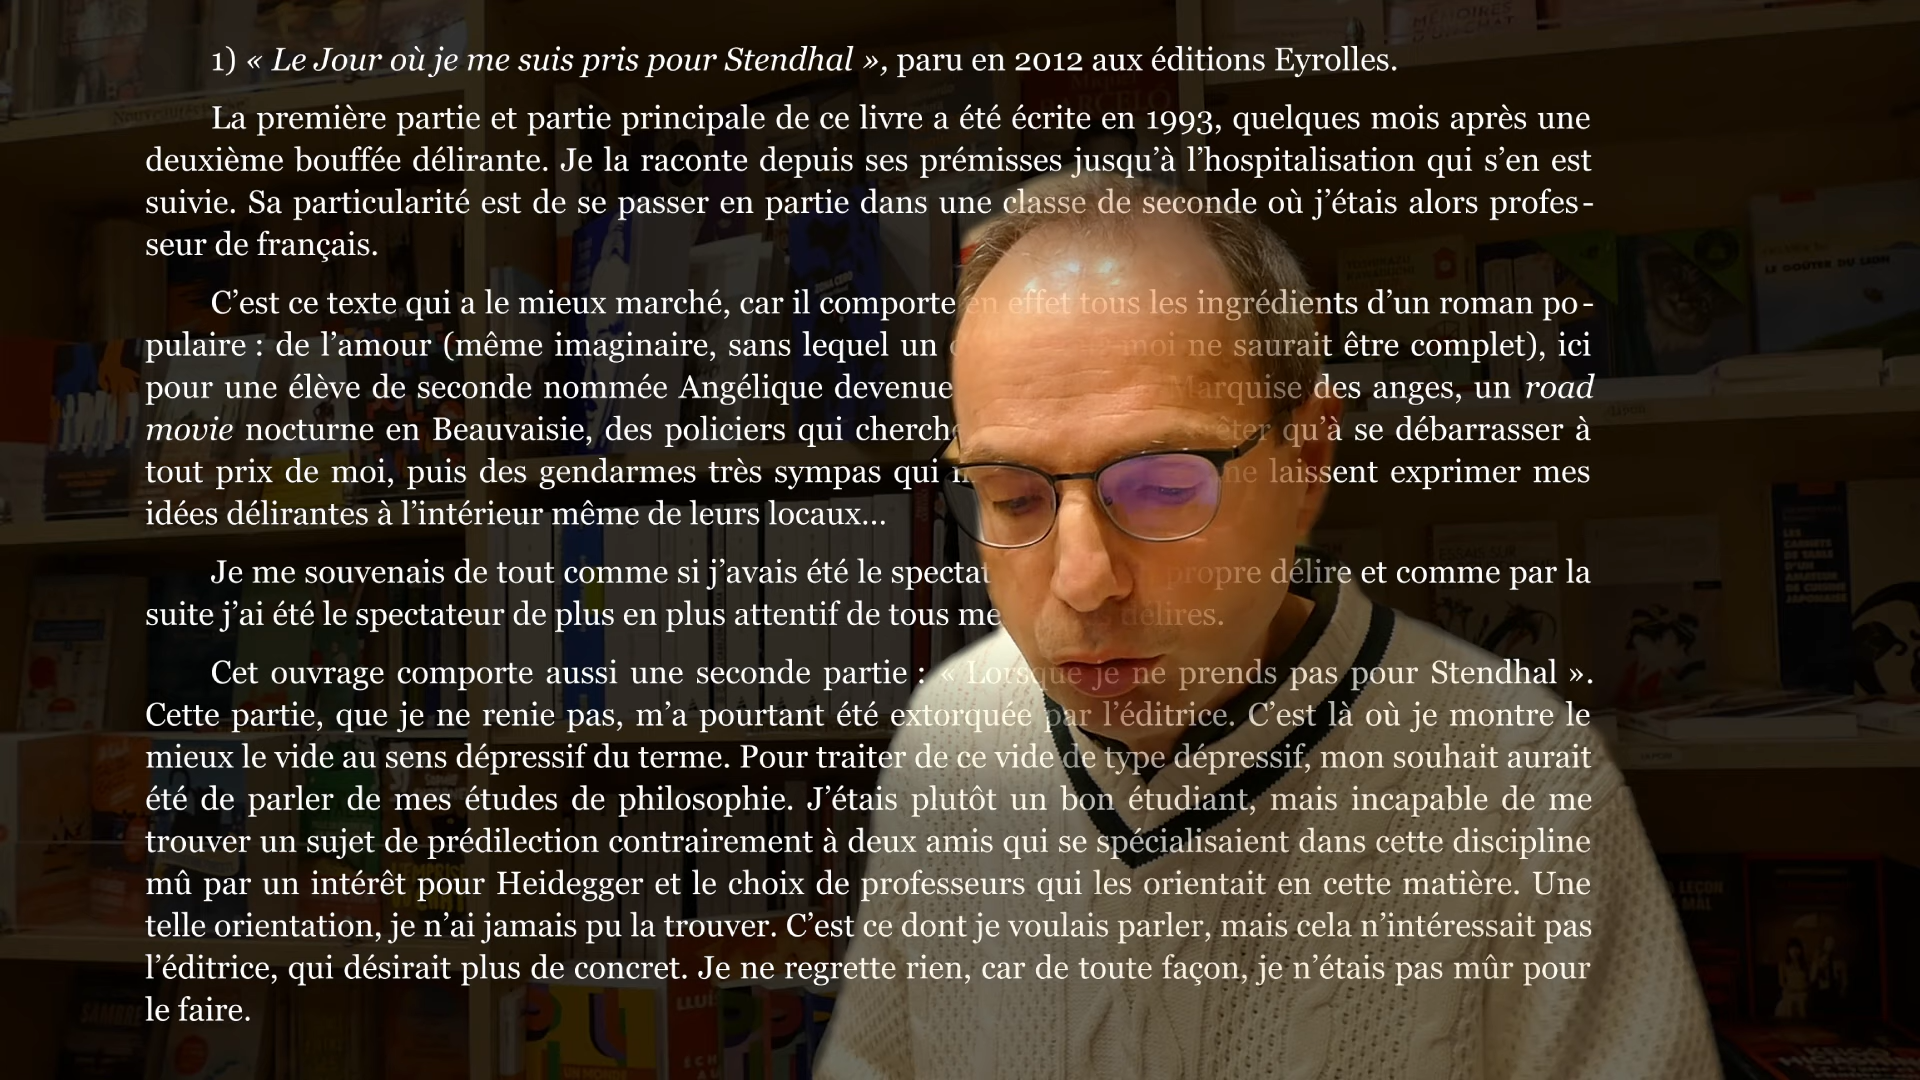 1) « Le Jour où je me suis pris pour Stendhal », paru en 2012 aux éditions Eyrolles.
La première partie et partie principale de ce livre a été écrite en 1993, quelques mois après une
deuxième bouffée délirante. Je la raconte depuis ses prémisses jusqu’à l’hospitalisation qui s’en est
suivie. Sa particularité est de se passer en partie dans une classe de seconde où j’étais alors profes-
seur de français.
C’est ce texte qui a le mieux marché, car il comporte en effet tous les ingrédients d’un roman po-
pulaire : de l’amour (même imaginaire, sans lequel un ne saurait être complet), ici
pour une élève de seconde nommée Angélique devenue Marquise des anges, un road
movie nocturne en Beauvaisie, des policiers qui qu’à se débarrasser à
tout prix de moi, puis des gendarmes très sympas qui laissent exprimer mes
idées délirantes à l’intérieur même de leurs locaux...
Je me souvenais de tout comme si j’avais été le propre délire et comme par la
suite j’ai été le spectateur de plus en plus attentif de tous délires.
Cet ouvrage comporte aussi une seconde partie : « Lorsque je ne prends pas pour Stendhal ».
Cette partie, que je ne renie pas, m’a pourtant été extorquée par l’éditrice. C’est là où je montre le
mieux le vide au sens dépressif du terme. Pour traiter de ce vide de type dépressif, mon souhait aurait
été de parler de mes études de philosophie. J’étais plutôt un bon étudiant, mais incapable de me
trouver un sujet de prédilection contrairement à deux amis qui se spécialisaient dans cette discipline
mû par un intérêt pour Heidegger et le choix de professeurs qui les orientait en cette matière. Une
telle orientation, je n’ai jamais pu la trouver. C’est ce dont je voulais parler, mais cela n’intéressait pas
l’éditrice, qui désirait plus de concret. Je ne regrette rien, car de toute façon, je n’étais pas mûr pour
le faire.
LE GOÛTER DU LION
LES
CARNETS
DE TABLE
D’UN
AMATEUR
DE CUISINE
JAPONAISE
JAPON
UN MONDE